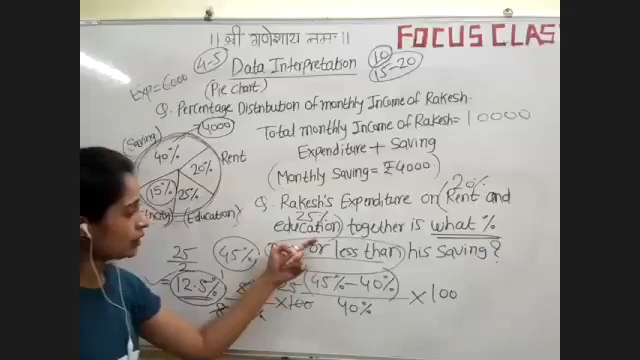 || श्री गणेशाय नमः ||
FOCUS CLAS
4-5
Data Interpretation
10
15-20
(Pie chart)
Exp=6000
Q. Percentage Distribution of monthly Income of Rakesh.
4000
(Saving)
40%
20%
Rent
15%
25%
(Education)
Total monthly Income of Rakesh=10000
Expenditure + Saving
(Monthly Saving = ₹4000)
20%
Q. Rakesh's Expenditure on (Rent and
25%
education) together is what %
45%
or less than) his Saving?
25
2
= 12.5%
×100
45%-40%
40%
×100